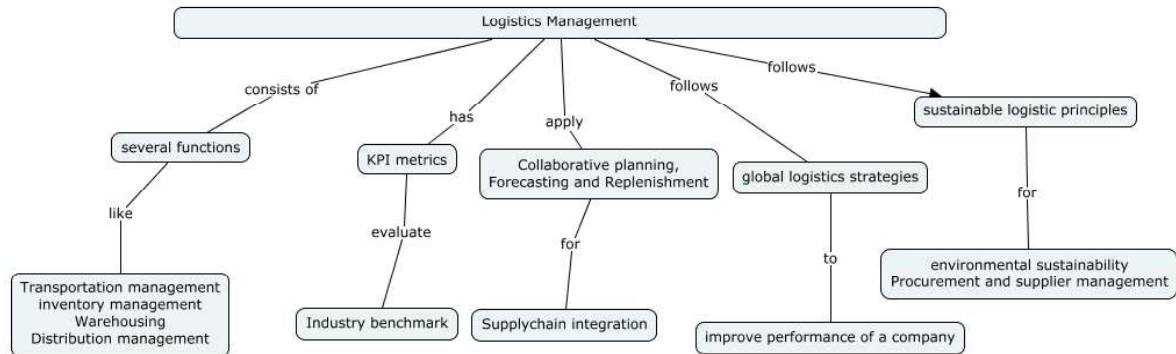 Logistics Management
consists of
has
apply
follows
follows
several functions
KPI metrics
Collaborative planning,
Forecasting and Replenishment
global logistics strategies
sustainable logistic principles
like
evaluate
for
to
for
Transportation management
inventory management
Warehousing
Distribution management
Industry benchmark
Supplychain integration
improve performance of a company
environmental sustainability
Procurement and supplier management